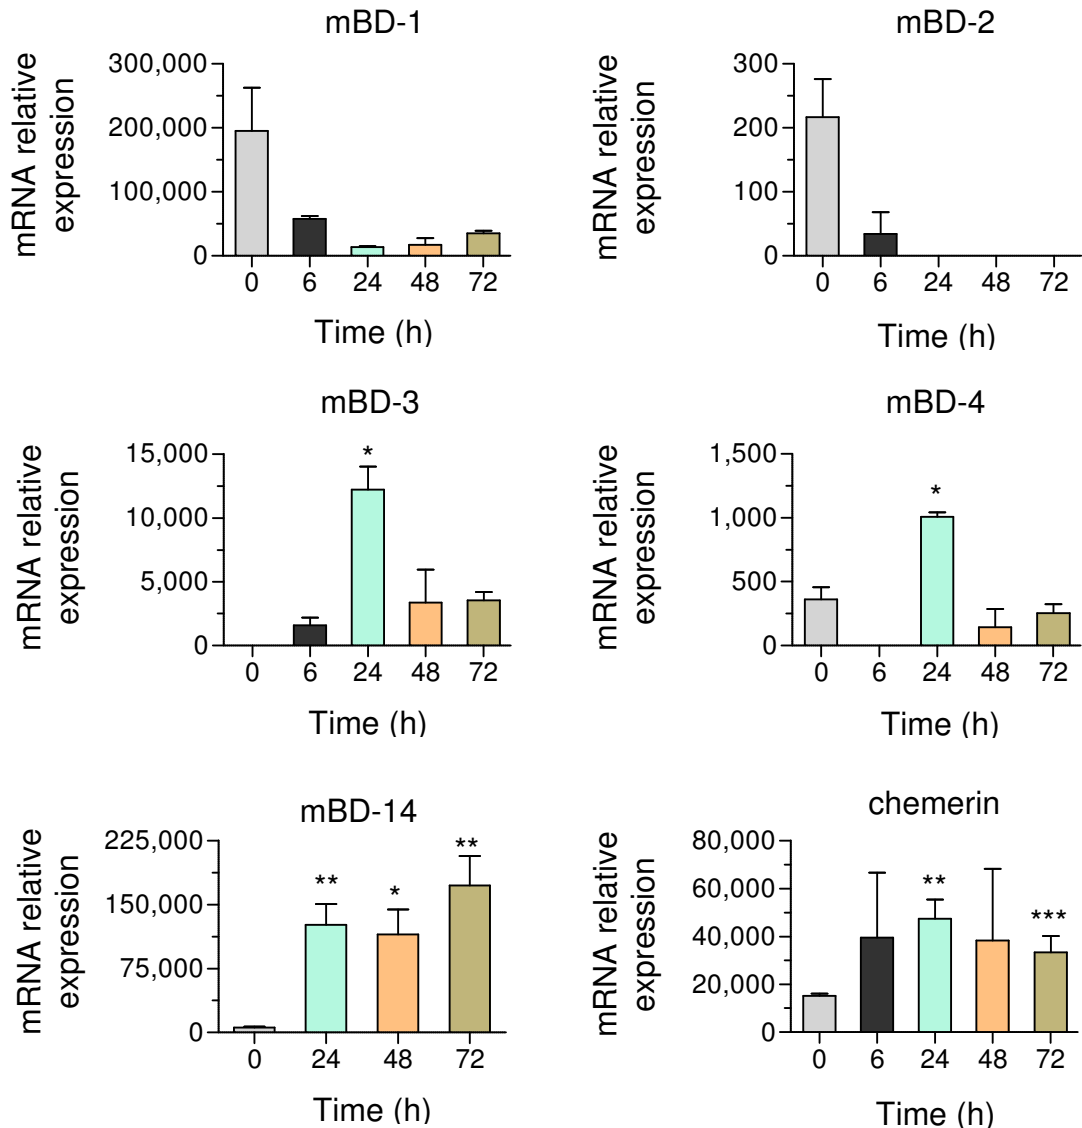 mBD-1
mRNA relative
expression
300,000
200,000
100,000
0
0 6 24 48 72
Time (h)
mBD-2
mRNA relative
expression
300
200
100
0
0 6 24 48 72
Time (h)
mBD-3
mRNA relative
expression
15,000
10,000
5,000
0
*
0 6 24 48 72
Time (h)
mBD-4
mRNA relative
expression
1,500
1,000
500
0
*
0 6 24 48 72
Time (h)
mBD-14
mRNA relative
expression
225,000
150,000
75,000
0
** * **
0 24 48 72
Time (h)
chemerin
mRNA relative
expression
80,000
60,000
40,000
20,000
0
** ***
0 6 24 48 72
Time (h)